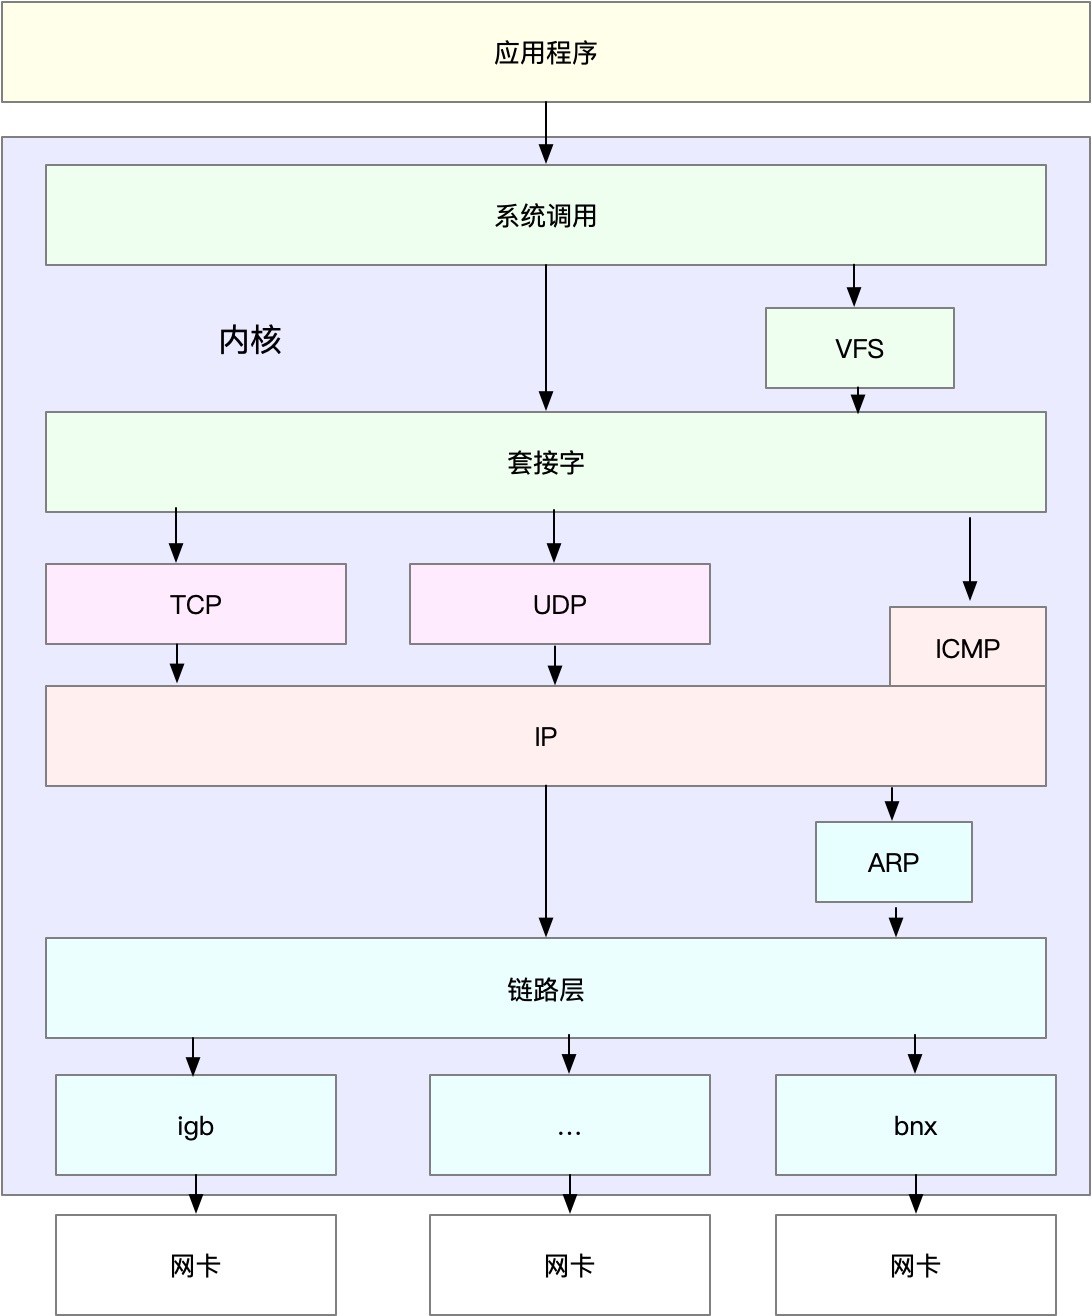 应用程序
系统调用
内核
VFS
套接字
TCP
UDP
ICMP
IP
ARP
链路层
igb
...
bnx
网卡
网卡
网卡